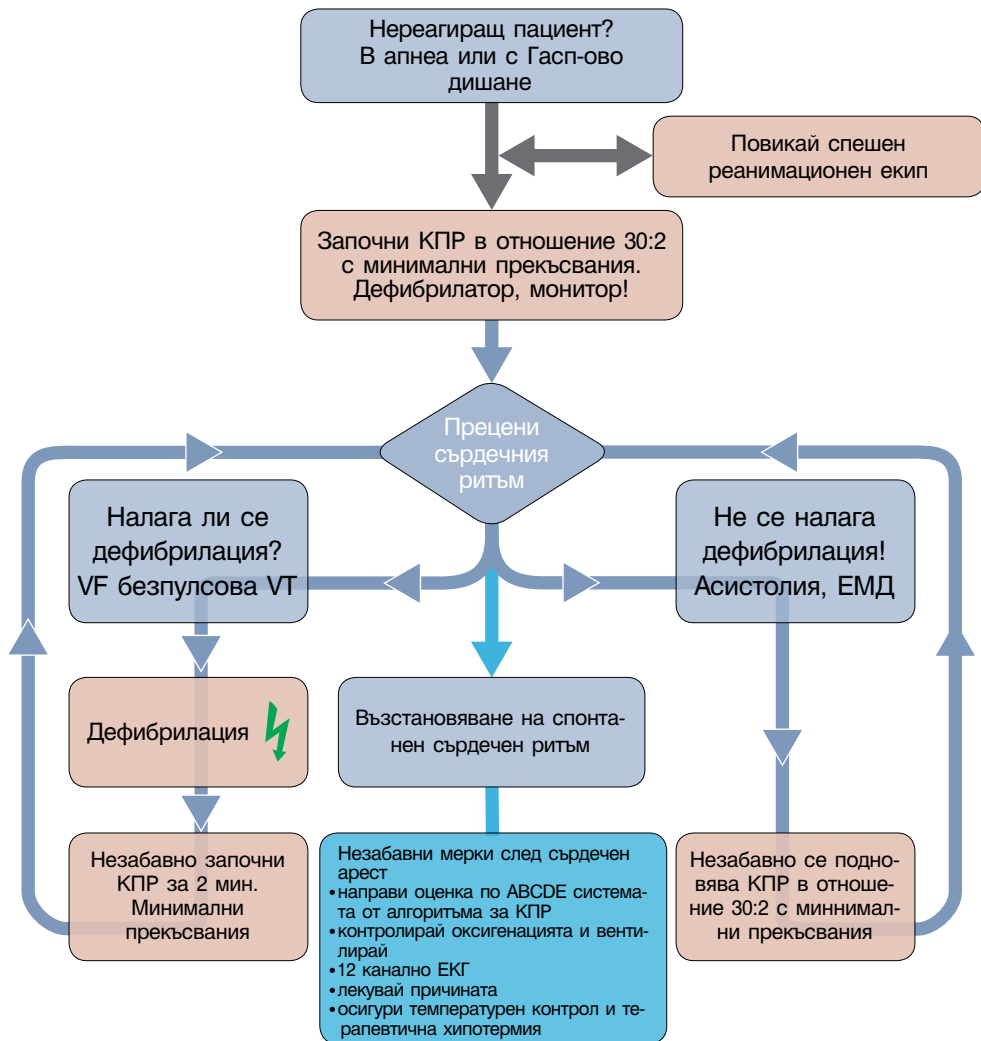 Нереагиращ пациент?
В апнеа или с Гасп-ово
дишане
Повикай спешен
реанимационен екип
Започни КПР в отношение 30:2
с минимални прекъсвания.
Дефибрилатор, монитор!
Прецени
сърдечния
ритъм
Налага ли се
дефибрилация?
VF безпулсова VT
Не се налага
дефибрилация!
Асистолия, ЕМД
Дефибрилация
Възстановяване на спонта-
нен сърдечен ритъм
Незабавно започни
КПР за 2 мин.
Минимални
прекъсвания
Незабавни мерки след сърдечен
арест
•направи оценка по ABCDE система-
та от алгоритъма за КПР
•контролирай оксигенацията и венти-
лирай
•12 канално ЕКГ
•лекувай причината
•осигури температурен контрол и те-
рапевтична хипотермия
Незабавно се подно-
вява КПР в отноше-
ние 30:2 с миннимал-
ни прекъсвания